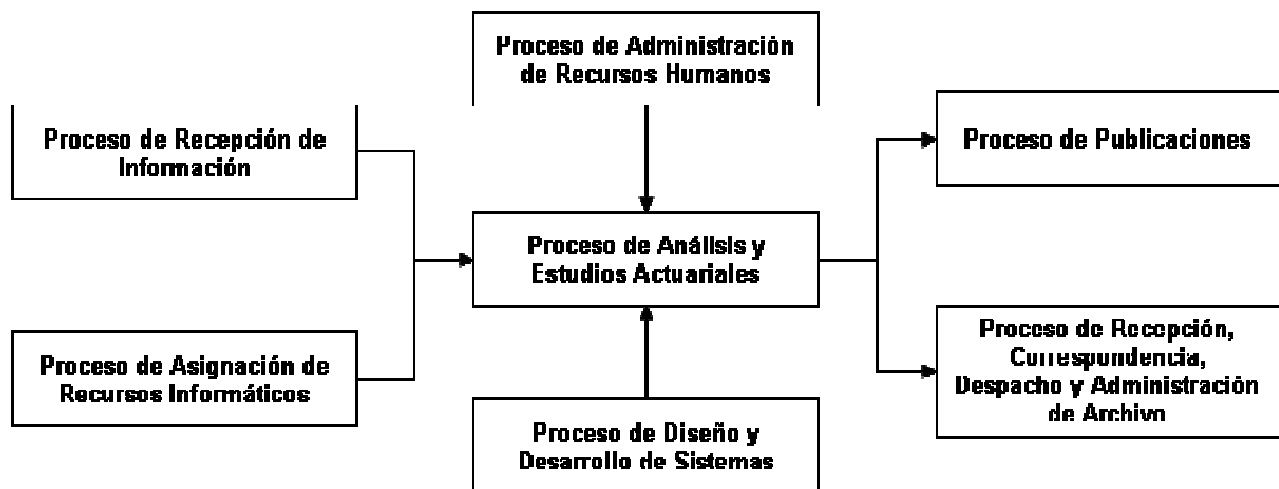 Proceso de Administración
de Recursos Humanos
Proceso de Recepción de
Información
Proceso de Publicaciones
Proceso de Análisis y
Estudios Actuariales
Proceso de Asignación de
Recursos Informáticos
Proceso de Recepción,
Correspondencia,
Despacho y Administración
de Archivo
Proceso de Diseño y
Desarrollo de Sistemas